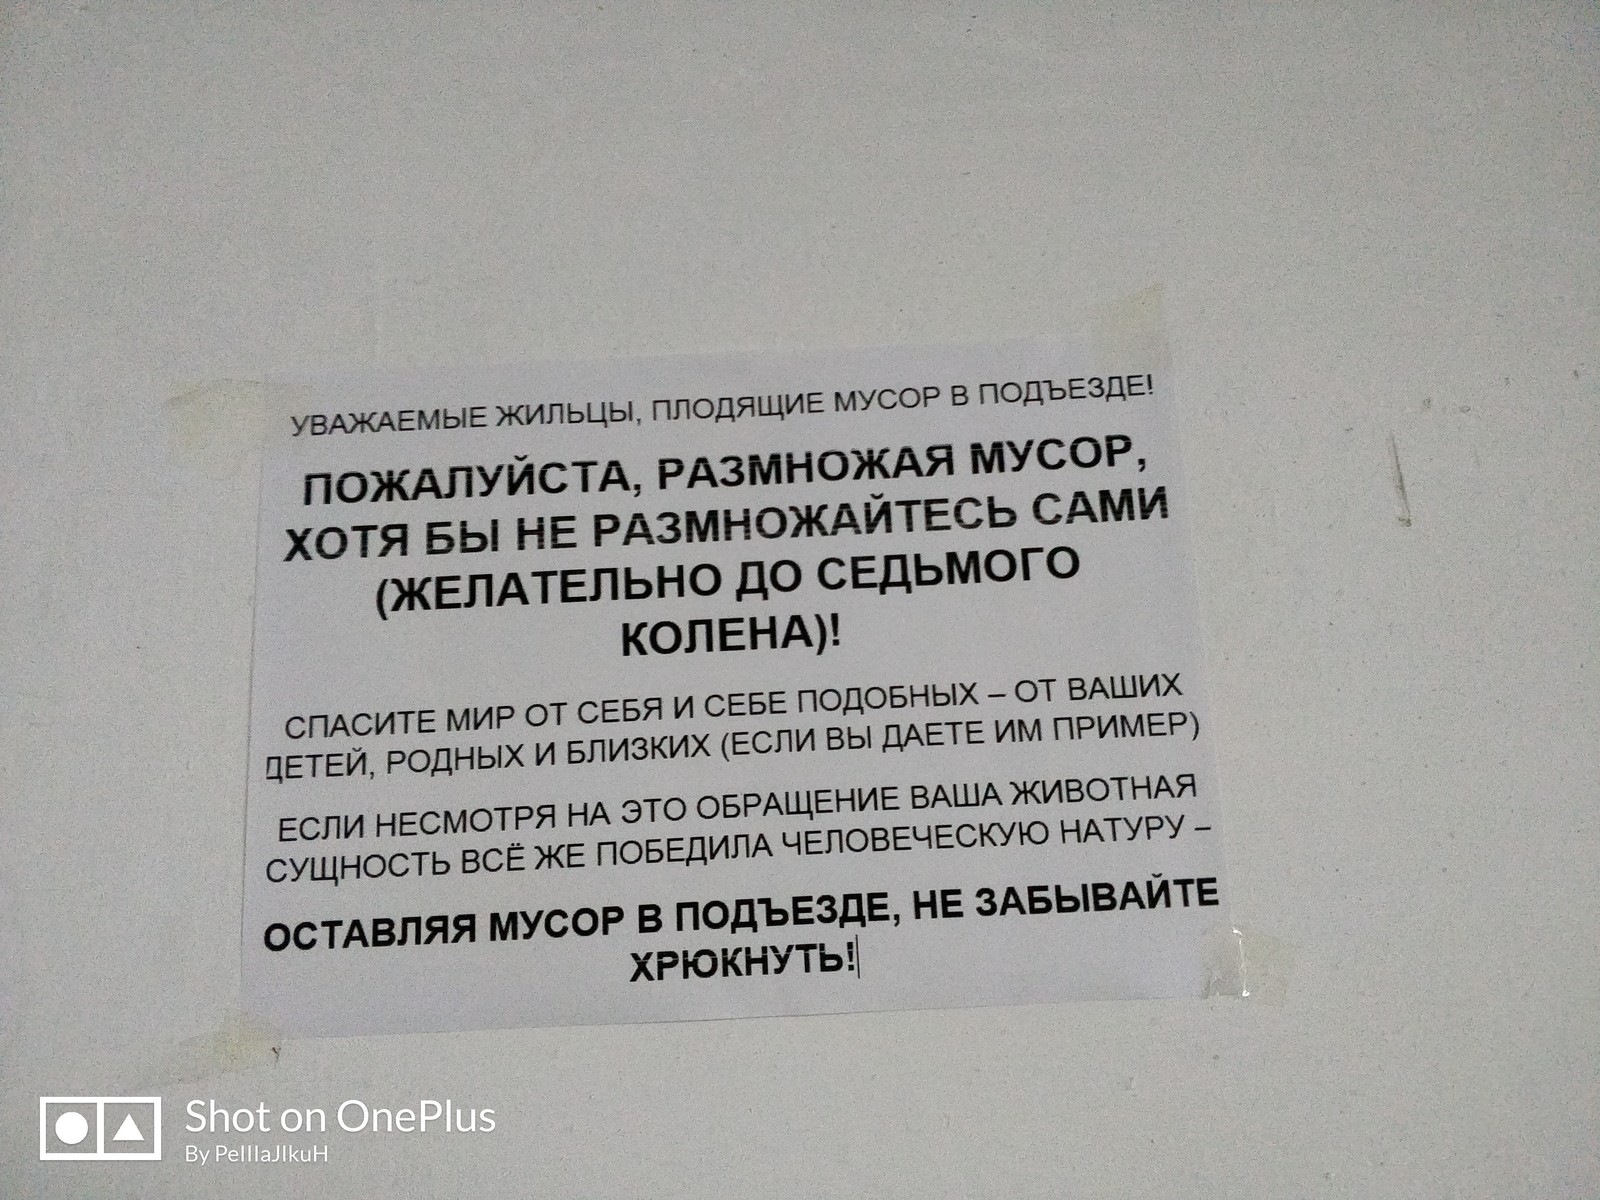 УВАЖАЕМЫЕ ЖИЛЬЦЫ, ПЛОДЯЩИЕ МУСОР В ПОДЪЕЗДЕ!
ПОЖАЛУЙСТА, РАЗМНОЖАЯ МУСОР,
ХОТЯ БЫ НЕ РАЗМНОЖАЙТЕСЬ САМИ
(ЖЕЛАТЕЛЬНО ДО СЕДЬМОГО
КОЛЕНА)!
СПАСИТЕ МИР ОТ СЕБЯ И СЕБЕ ПОДОБНЫХ – ОТ ВАШИХ
ДЕТЕЙ, РОДНЫХ И БЛИЗКИХ (ЕСЛИ ВЫ ДАЕТЕ ИМ ПРИМЕР)
ЕСЛИ НЕСМОТРЯ НА ЭТО ОБРАЩЕНИЕ ВАША ЖИВОТНАЯ
СУЩНОСТЬ ВСЁ ЖЕ ПОБЕДИЛА ЧЕЛОВЕЧЕСКУЮ НАТУРУ –
ОСТАВЛЯЯ МУСОР В ПОДЪЕЗДЕ, НЕ ЗАБЫВАЙТЕ
ХРЮКНУТЬ!
Shot on OnePlus
By PeIIIaJIkuH